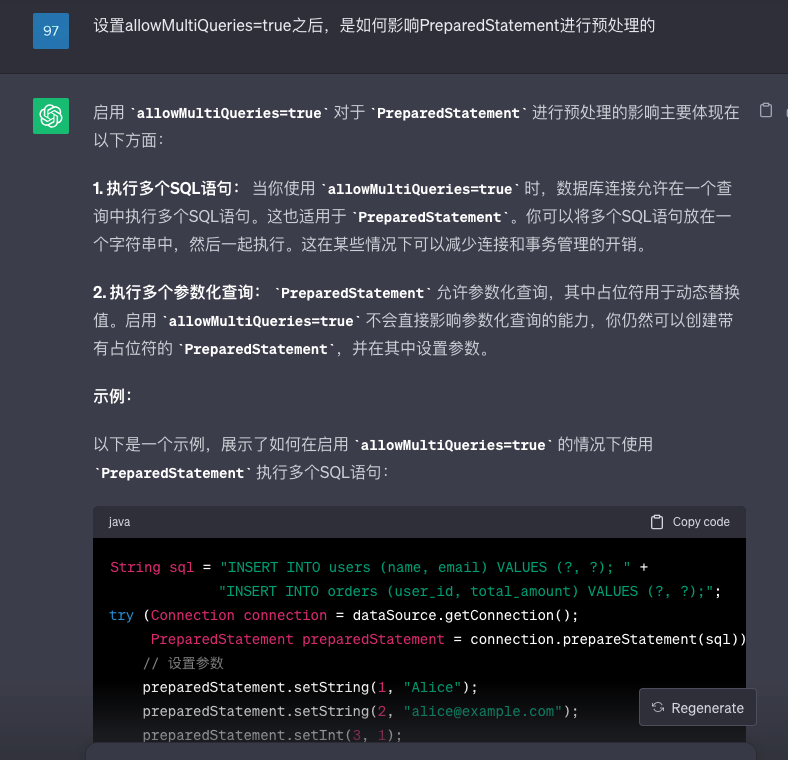 97
设置allowMultiQueries=true之后，是如何影响PreparedStatement进行预处理的
启用 `allowMultiQueries=true` 对于 `PreparedStatement` 进行预处理的影响主要体现在
以下方面：
1. 执行多个SQL语句： 当你使用 `allowMultiQueries=true` 时，数据库连接允许在一个查
询中执行多个SQL语句。这也适用于 `PreparedStatement`。你可以将多个SQL语句放在一
个字符串中，然后一起执行。这在某些情况下可以减少连接和事务管理的开销。
2. 执行多个参数化查询： `PreparedStatement` 允许参数化查询，其中占位符用于动态替换
值。启用 `allowMultiQueries=true` 不会直接影响参数化查询的能力，你仍然可以创建带
有占位符的 `PreparedStatement`，并在其中设置参数。
示例：
以下是一个示例，展示了如何在启用 `allowMultiQueries=true` 的情况下使用
`PreparedStatement` 执行多个SQL语句：
java
Copy code
String sql = "INSERT INTO users (name, email) VALUES (?, ?); " +
"INSERT INTO orders (user_id, total_amount) VALUES (?, ?);";
try (Connection connection = dataSource.getConnection();
PreparedStatement preparedStatement = connection.prepareStatement(sql))
// 设置参数
preparedStatement.setString(1, "Alice");
preparedStatement.setString(2, "alice@example.com");
preparedStatement.setInt(3, 1);
Regenerate